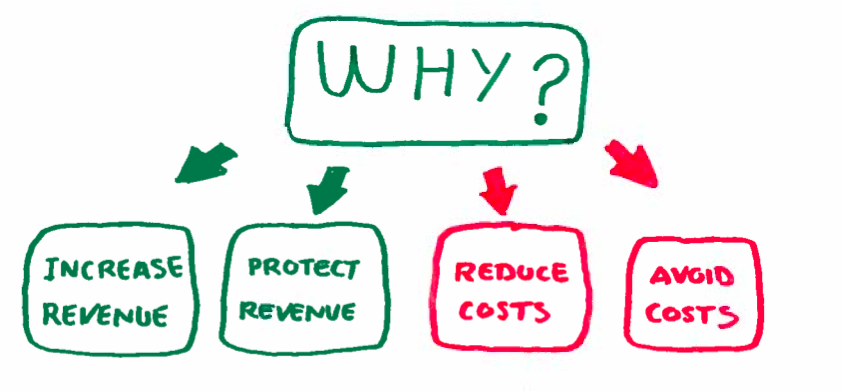 WHY?
INCREASE
REVENUE
PROTECT
REVENUE
REDUCE
COSTS
AVOID
COSTS